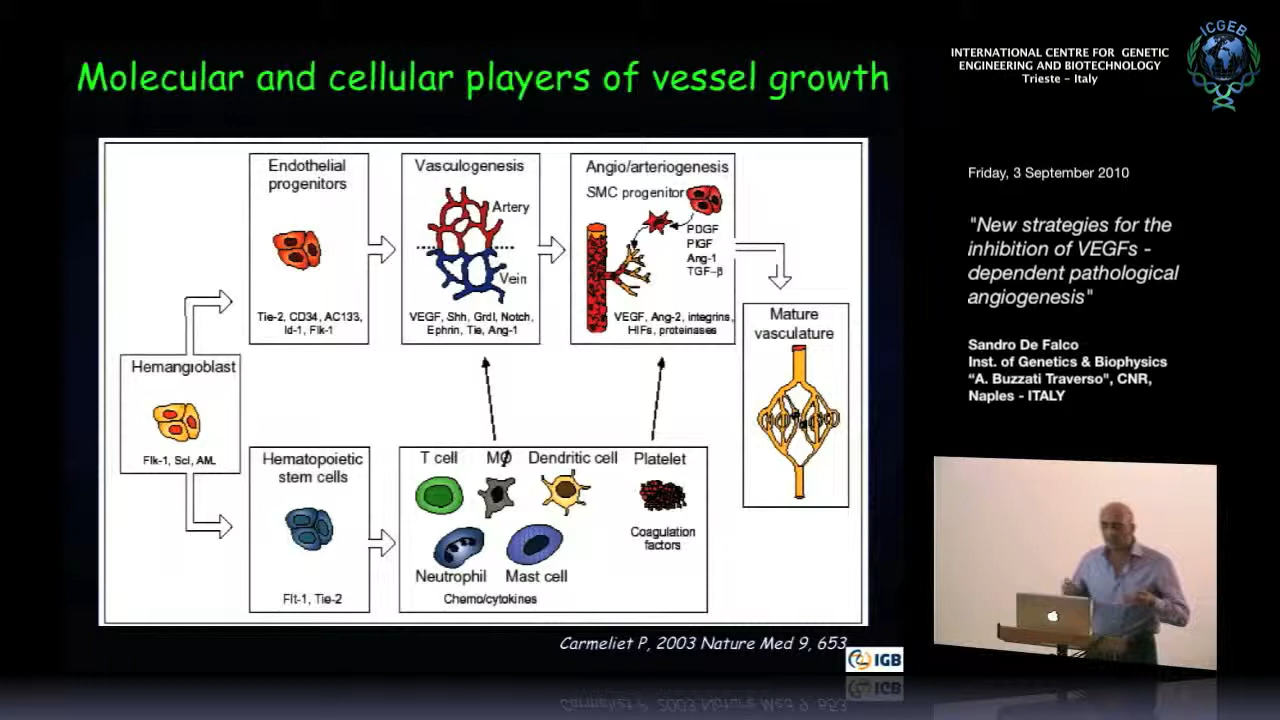 Molecular and cellular players of vessel growth
Endothelial
progenitors
Tie-2, CD34, AC133,
Id-1, Flk-1
Vasculogenesis
Artery
Vein
VEGF, Shh, Grdl, Notch,
Ephrin, Tie, Ang-1
Angio/arteriogenesis
SMC progenitor
PDGF
PlGF
Ang-1
TGF-β
VEGF, Ang-2, integrins,
HIFs, proteinases
Mature
vasculature
Hemangioblast
Flk-1, Scl, AML
Hematopoietic
stem cells
Flt-1, Tie-2
T cell
MΦ
Dendritic cell
Platelet
Coagulation
factors
Neutrophil
Mast cell
Chemo/cytokines
Carmeliet P, 2003 Nature Med 9, 653
IGB
INTERNATIONAL CENTRE FOR GENETIC
ENGINEERING AND BIOTECHNOLOGY
Trieste - Italy
ICGEB
Friday, 3 September 2010
"New strategies for the
inhibition of VEGFs -
dependent pathological
angiogenesis"
Sandro De Falco
Inst. of Genetics & Biophysics
“A. Buzzati Traverso", CNR,
Naples - ITALY